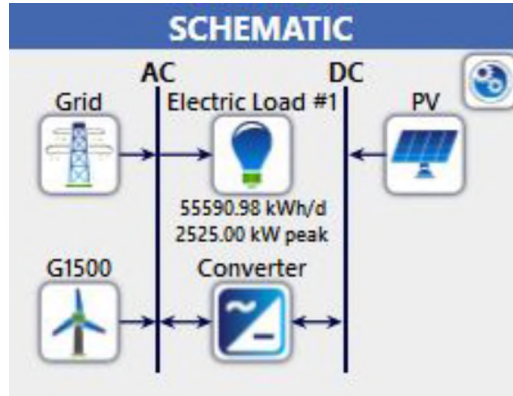 SCHEMATIC
AC DC
Grid Electric Load #1 PV
55590.98 kWh/d
2525.00 kW peak
G1500 Converter